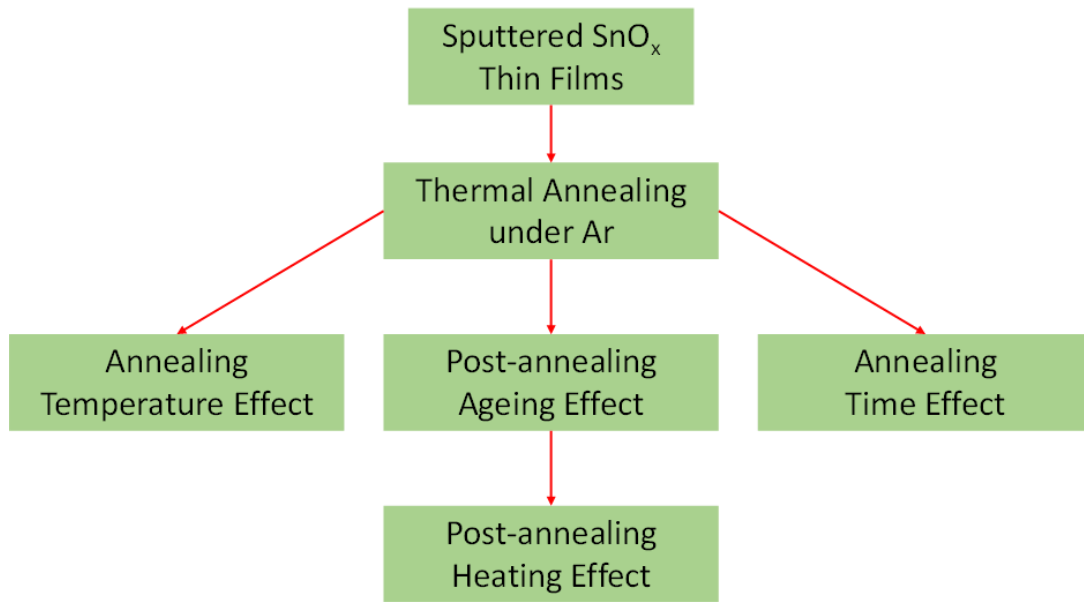 Sputtered SnOₓ
Thin Films
Thermal Annealing
under Ar
Annealing
Temperature Effect
Post-annealing
Ageing Effect
Annealing
Time Effect
Post-annealing
Heating Effect